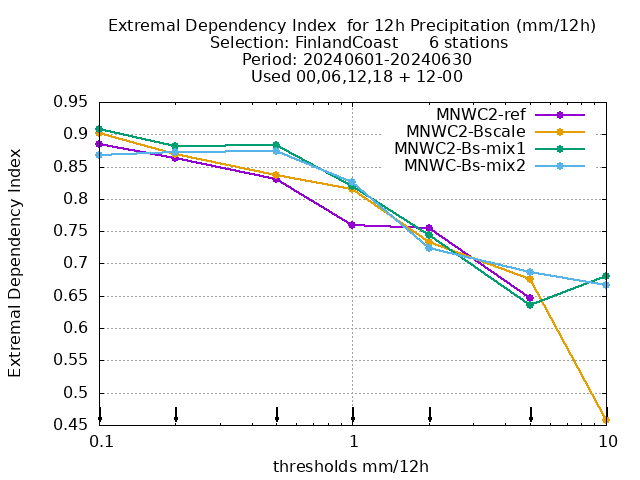 Extremal Dependency Index  for 12h Precipitation (mm/12h)
Selection: FinlandCoast      6 stations
Period: 20240601-20240630
Used 00,06,12,18 + 12-00
MNWC2-ref
MNWC2-Bscale
MNWC2-Bs-mix1
MNWC-Bs-mix2
Extremal Dependency Index
0.95
0.9
0.85
0.8
0.75
0.7
0.65
0.6
0.55
0.5
0.45
0.1 1 10
thresholds mm/12h